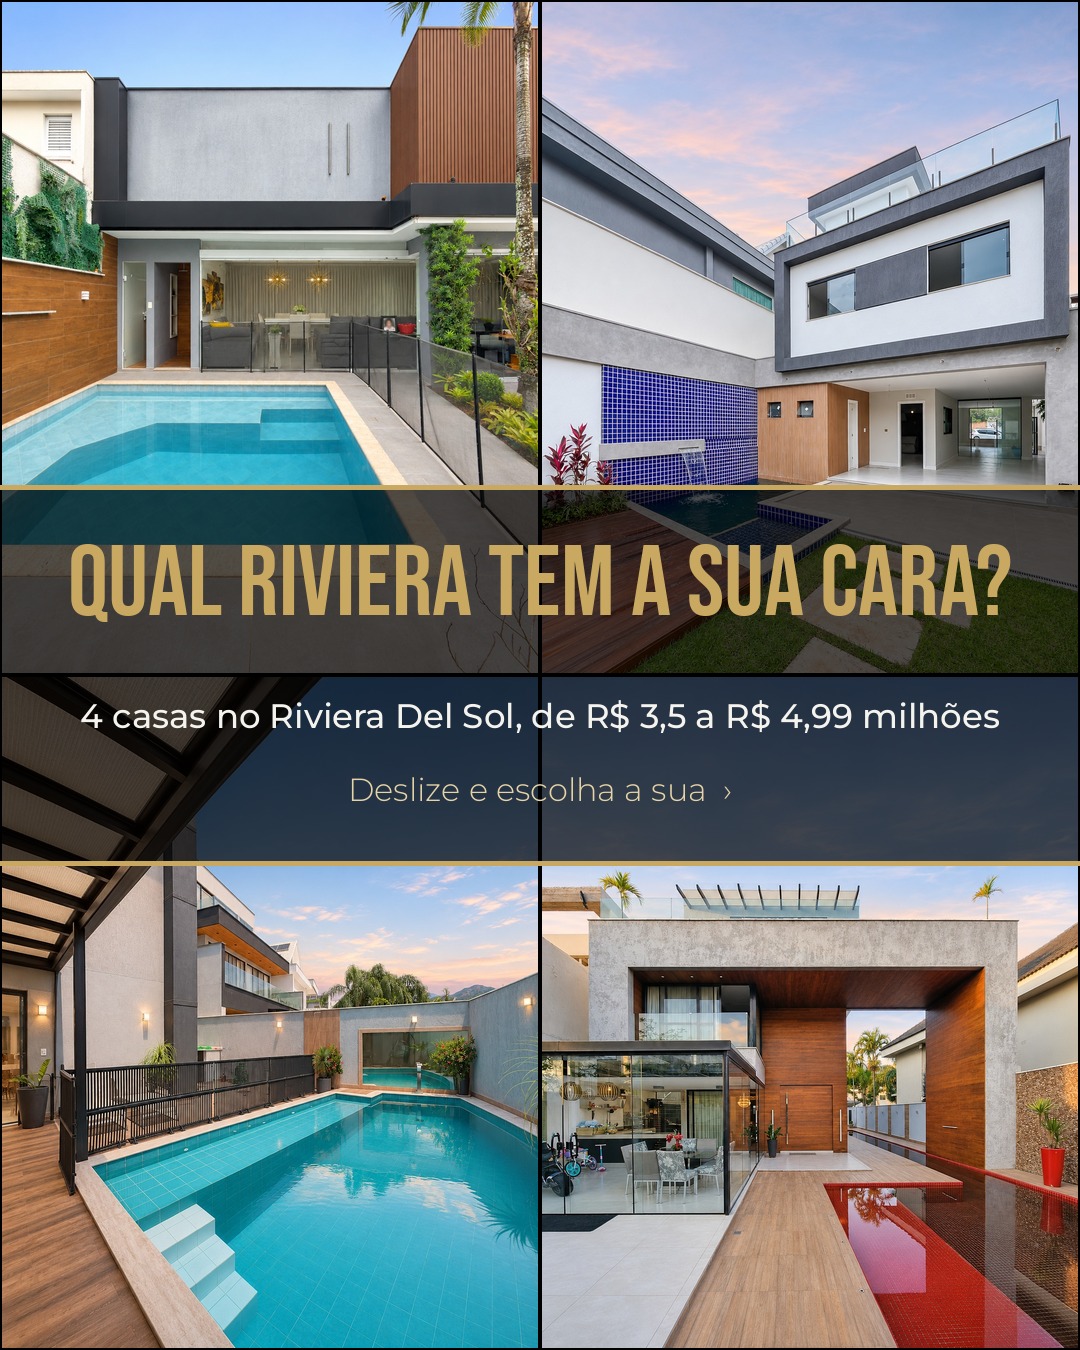 QUAL RIVIERA TEM A SUA CARA?
4 casas no Riviera Del Sol, de R$ 3,5 a R$ 4,99 milhões
Deslize e escolha a sua ›